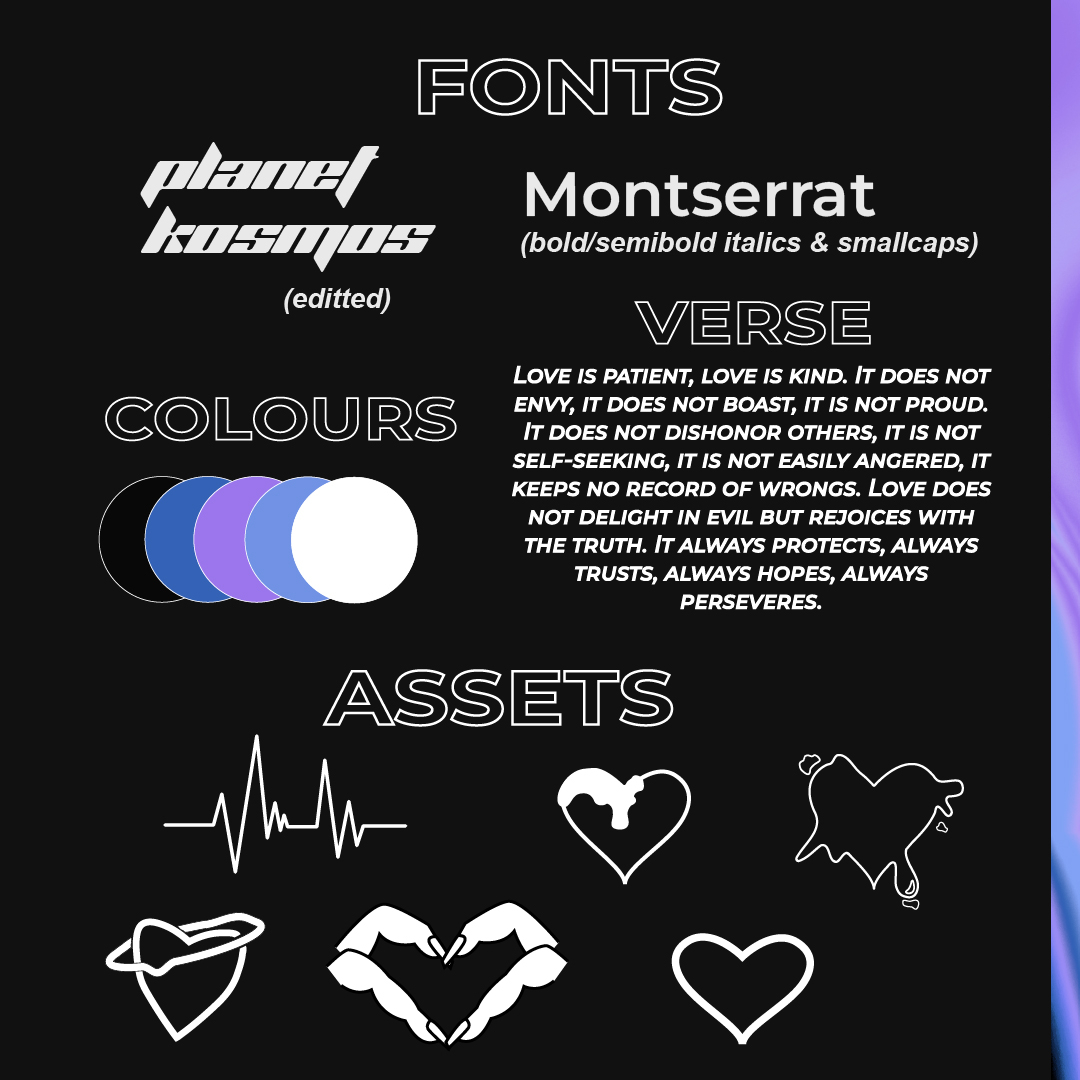 FONTS
planet
kosmos
(editted)
Montserrat
(bold/semibold italics & smallcaps)
VERSE
Love is patient, love is kind. It does not
envy, it does not boast, it is not proud.
It does not dishonor others, it is not
self-seeking, it is not easily angered, it
keeps no record of wrongs. Love does
not delight in evil but rejoices with
the truth. It always protects, always
trusts, always hopes, always
perseveres.
COLOURS
ASSETS